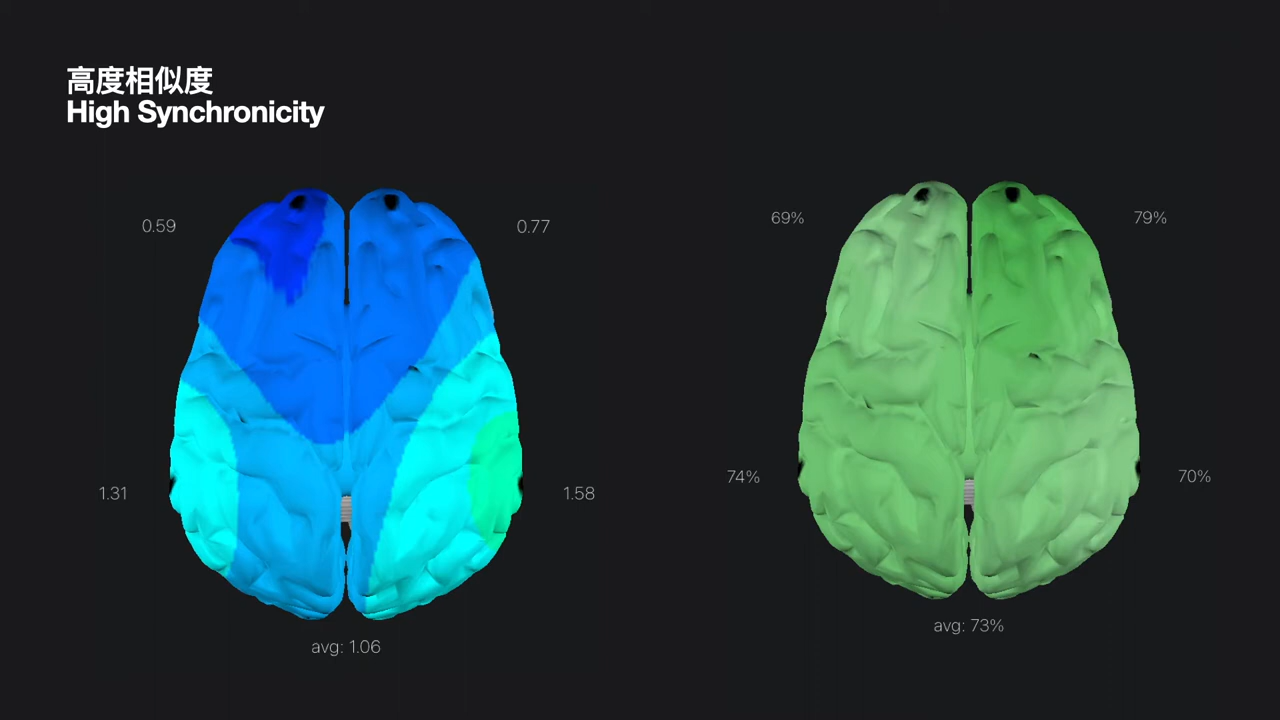 高度相似度
High Synchronicity
0.59
0.77
1.31
1.58
avg: 1.06
69%
79%
74%
70%
avg: 73%